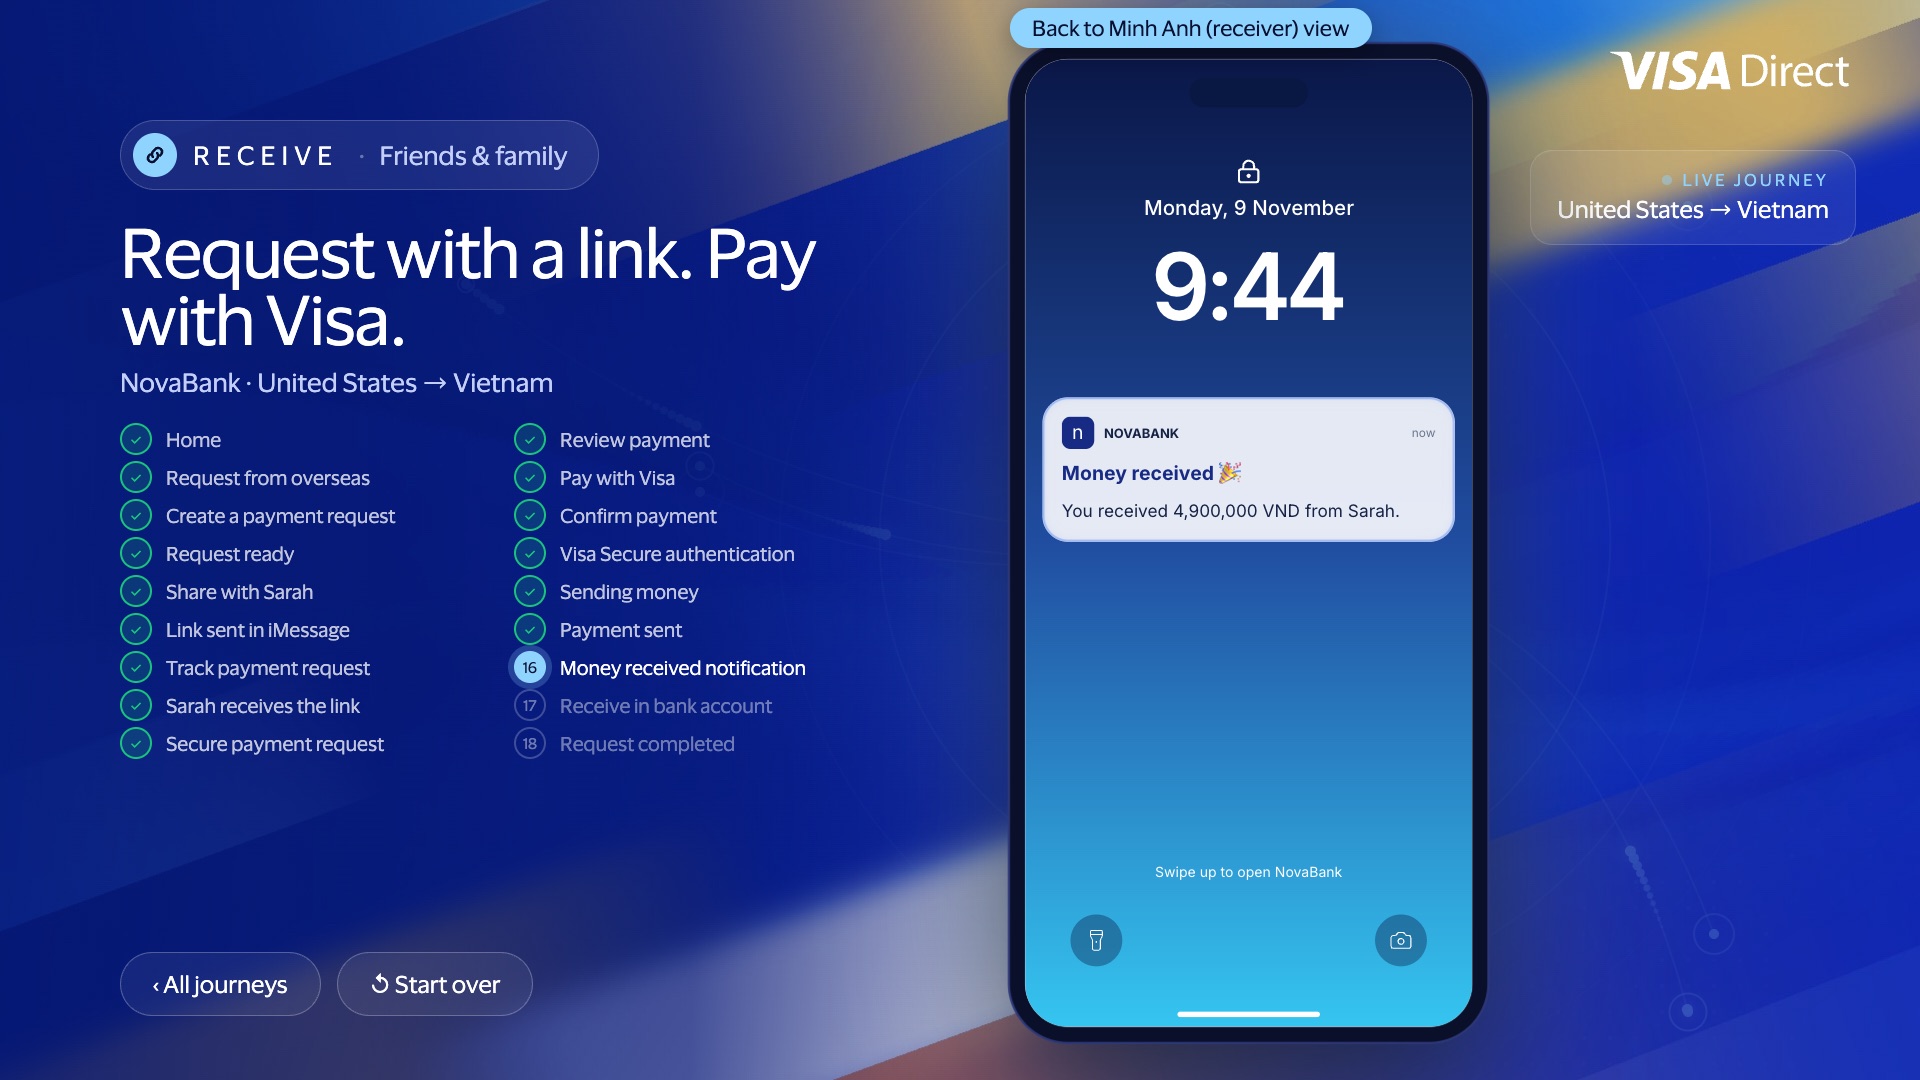 Back to Minh Anh (receiver) view
VISA Direct
RECEIVE · Friends & family
LIVE JOURNEY
United States → Vietnam
Request with a link. Pay
with Visa.
NovaBank · United States → Vietnam
Home
Request from overseas
Create a payment request
Request ready
Share with Sarah
Link sent in iMessage
Track payment request
Sarah receives the link
Secure payment request
Review payment
Pay with Visa
Confirm payment
Visa Secure authentication
Sending money
Payment sent
16 Money received notification
17 Receive in bank account
18 Request completed
‹ All journeys
Start over
Monday, 9 November
9:44
n NOVABANK now
Money received 🎉
You received 4,900,000 VND from Sarah.
Swipe up to open NovaBank